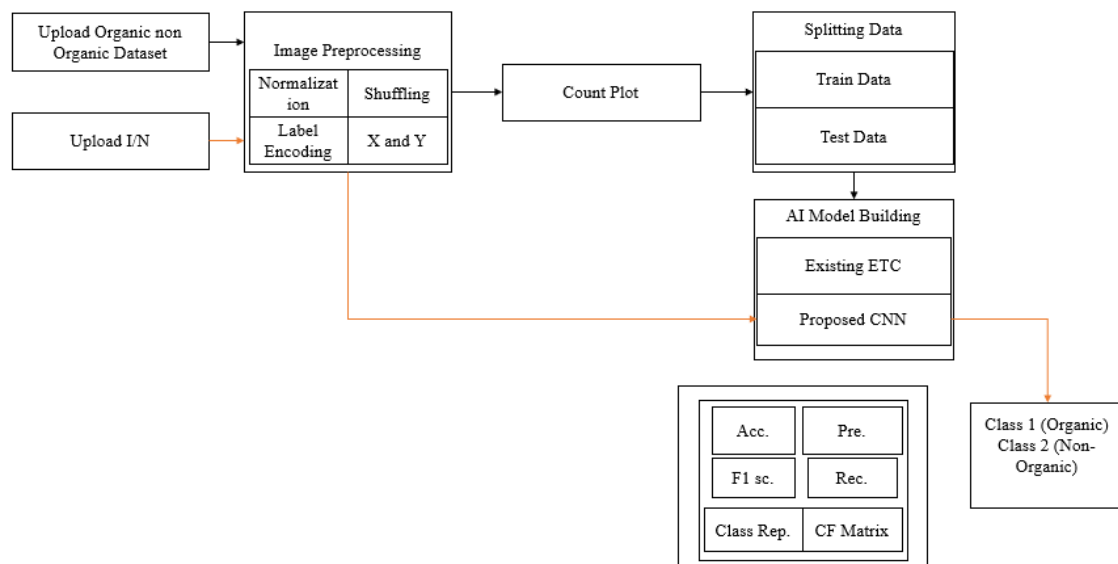 Upload Organic non
Organic Dataset
Image Preprocessing
Normalizat
ion
Shuffling
Label
Encoding
X and Y
Upload I/N
Count Plot
Splitting Data
Train Data
Test Data
AI Model Building
Existing ETC
Proposed CNN
Acc.
Pre.
F1 sc.
Rec.
Class Rep.
CF Matrix
Class 1 (Organic)
Class 2 (Non-
Organic)